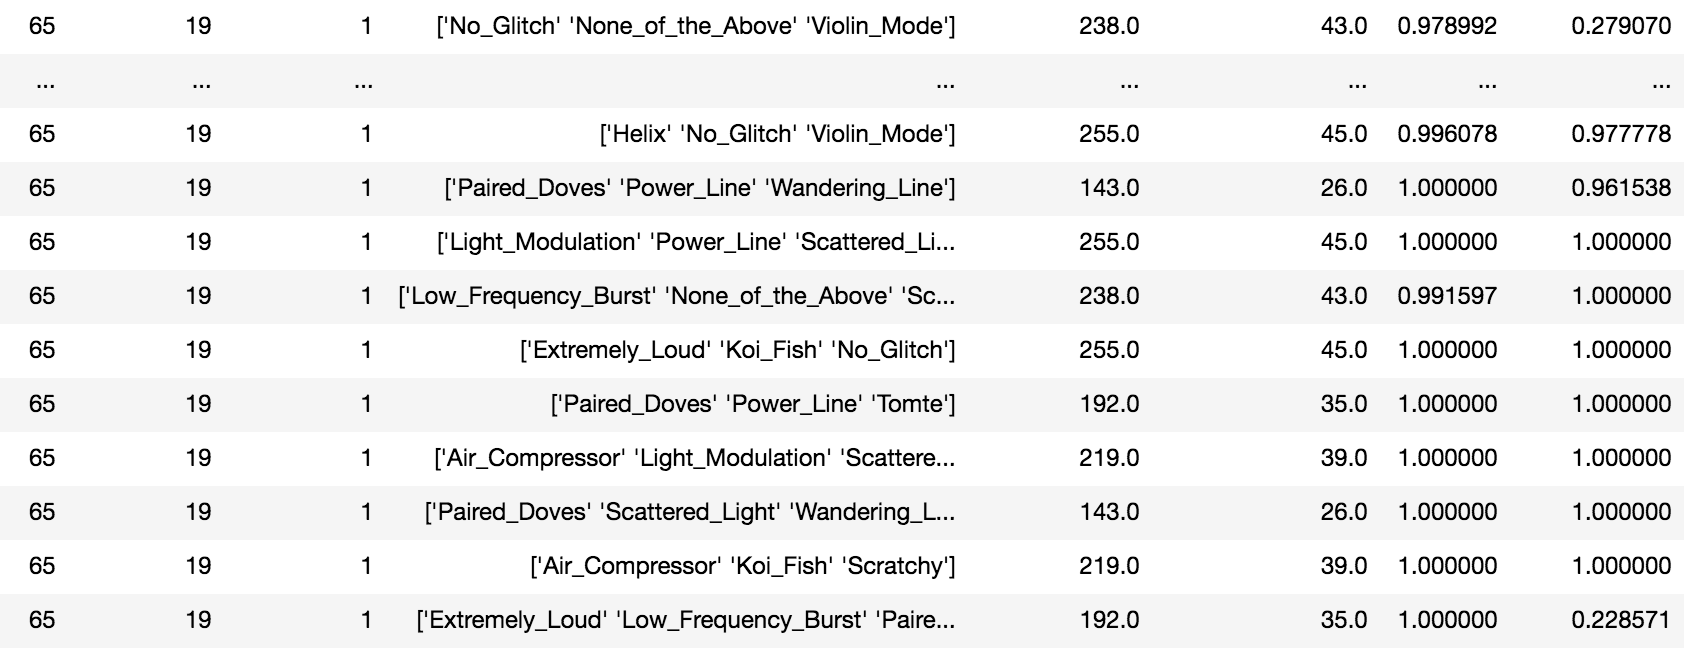 65 19 1 ['No_Glitch' 'None_of_the_Above' 'Violin_Mode'] 238.0 43.0 0.978992 0.279070
... ... ... ... ... ... ... ...
65 19 1 ['Helix' 'No_Glitch' 'Violin_Mode'] 255.0 45.0 0.996078 0.977778
65 19 1 ['Paired_Doves' 'Power_Line' 'Wandering_Line'] 143.0 26.0 1.000000 0.961538
65 19 1 ['Light_Modulation' 'Power_Line' 'Scattered_Li... 255.0 45.0 1.000000 1.000000
65 19 1 ['Low_Frequency_Burst' 'None_of_the_Above' 'Sc... 238.0 43.0 0.991597 1.000000
65 19 1 ['Extremely_Loud' 'Koi_Fish' 'No_Glitch'] 255.0 45.0 1.000000 1.000000
65 19 1 ['Paired_Doves' 'Power_Line' 'Tomte'] 192.0 35.0 1.000000 1.000000
65 19 1 ['Air_Compressor' 'Light_Modulation' 'Scattere... 219.0 39.0 1.000000 1.000000
65 19 1 ['Paired_Doves' 'Scattered_Light' 'Wandering_L... 143.0 26.0 1.000000 1.000000
65 19 1 ['Air_Compressor' 'Koi_Fish' 'Scratchy'] 219.0 39.0 1.000000 1.000000
65 19 1 ['Extremely_Loud' 'Low_Frequency_Burst' 'Paire... 192.0 35.0 1.000000 0.228571